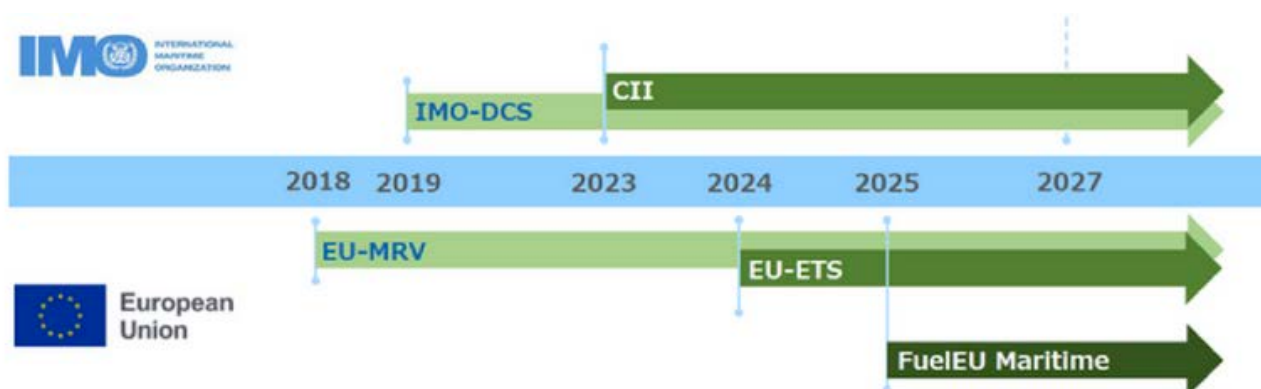 IMO
INTERNATIONAL
MARITIME
ORGANIZATION
CII
IMO-DCS
2018 2019 2023 2024 2025 2027
EU-MRV
EU-ETS
European
Union
FuelEU Maritime